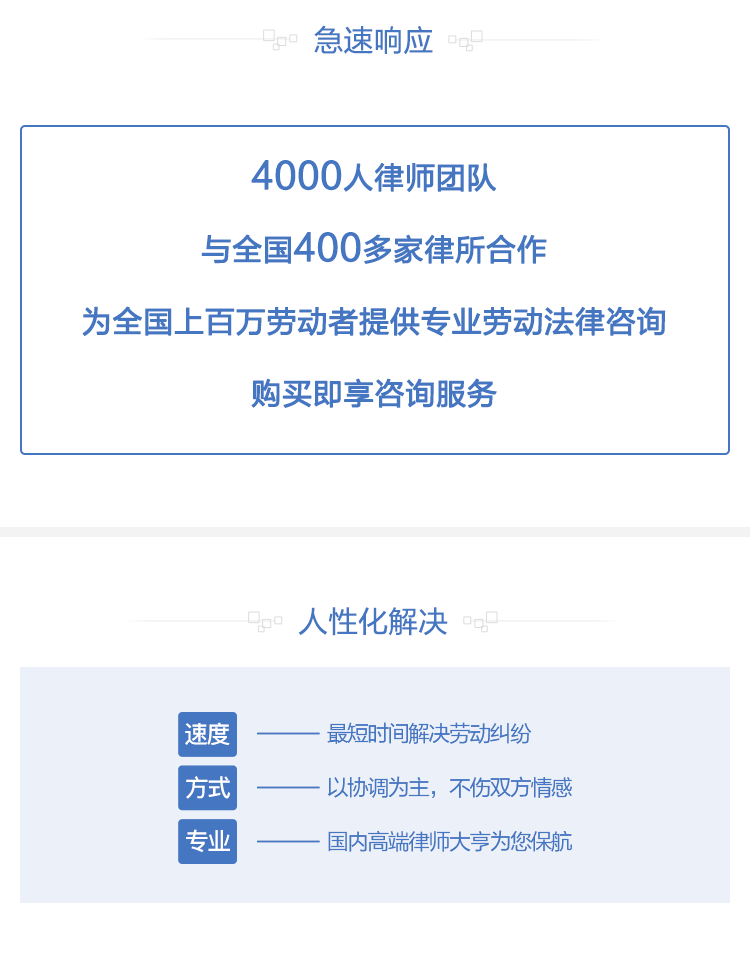 急速响应
4000人律师团队
与全国400多家律所合作
为全国上百万劳动者提供专业劳动法律咨询
购买即享咨询服务
人性化解决
速度 最短时间解决劳动纠纷
方式 以协调为主，不伤双方情感
专业 国内高端律师大亨为您保航